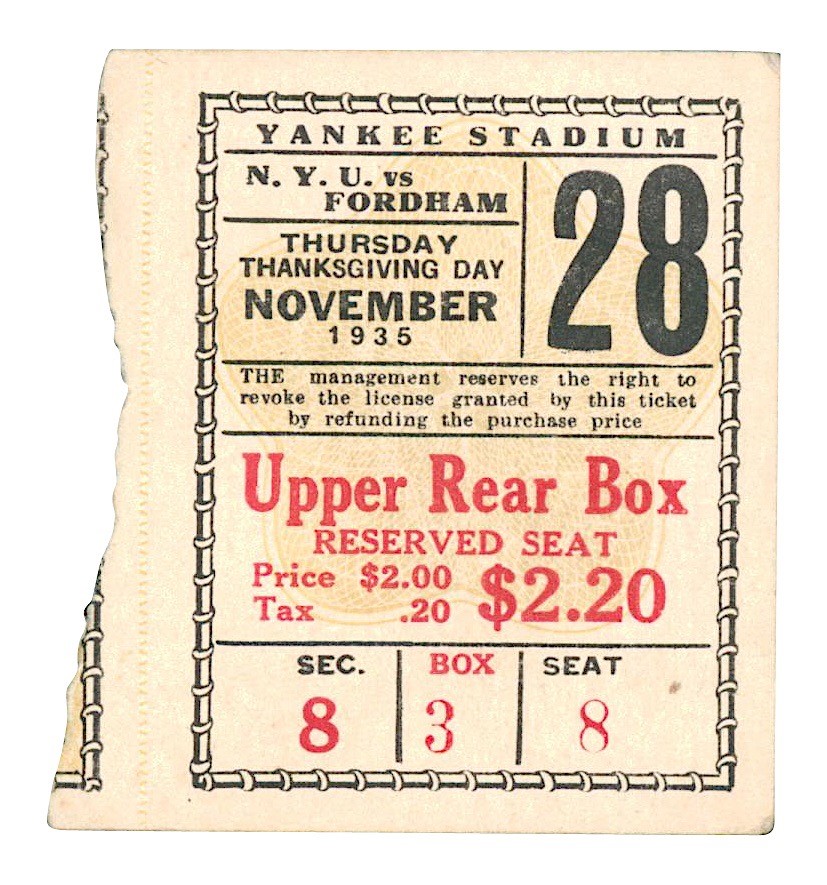 YANKEE STADIUM
N. Y. U. vs
FORDHAM
28
THURSDAY
THANKSGIVING DAY
NOVEMBER
1935
THE management reserves the right to
revoke the license granted by this ticket
by refunding the purchase price
Upper Rear Box
RESERVED SEAT
Price $2.00
Tax .20
$2.20
SEC. BOX SEAT
8 3 8